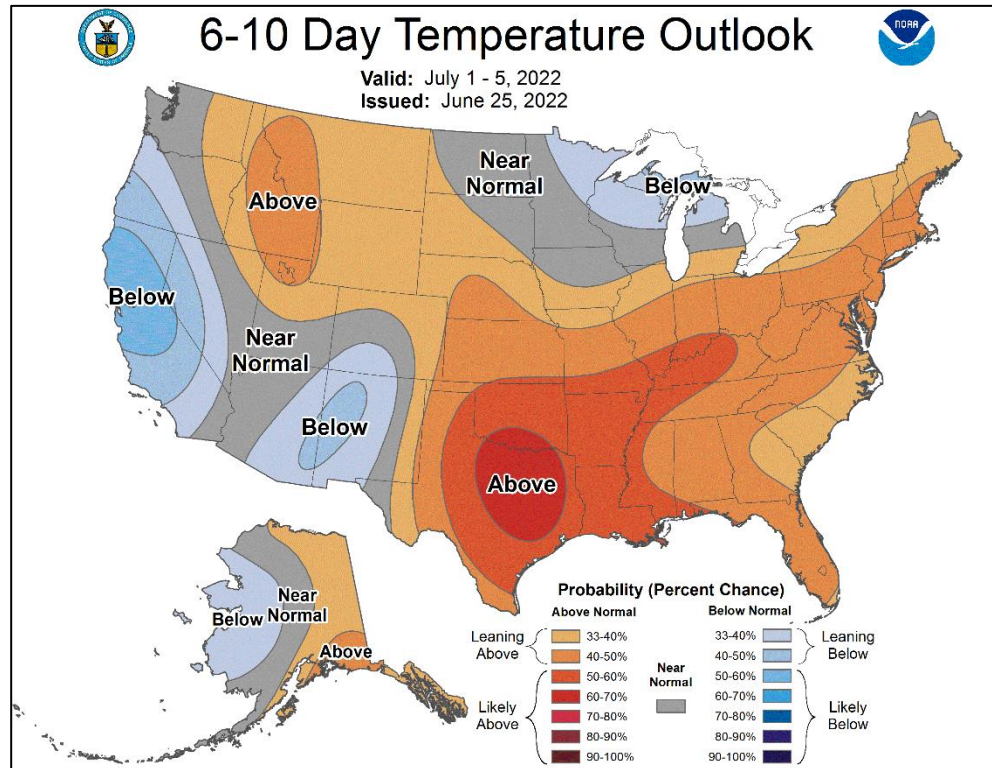 6-10 Day Temperature Outlook
Valid: July 1 - 5, 2022
Issued: June 25, 2022
NOAA
Near
Normal
Below
Above
Below
Near
Normal
Below
Above
Near
Normal
Below
Above
Probability (Percent Chance)
Above Normal
Below Normal
Leaning
Above
33-40%
40-50%
Likely
Above
50-60%
60-70%
70-80%
80-90%
90-100%
Near
Normal
33-40%
40-50%
Leaning
Below
50-60%
60-70%
70-80%
80-90%
90-100%
Likely
Below